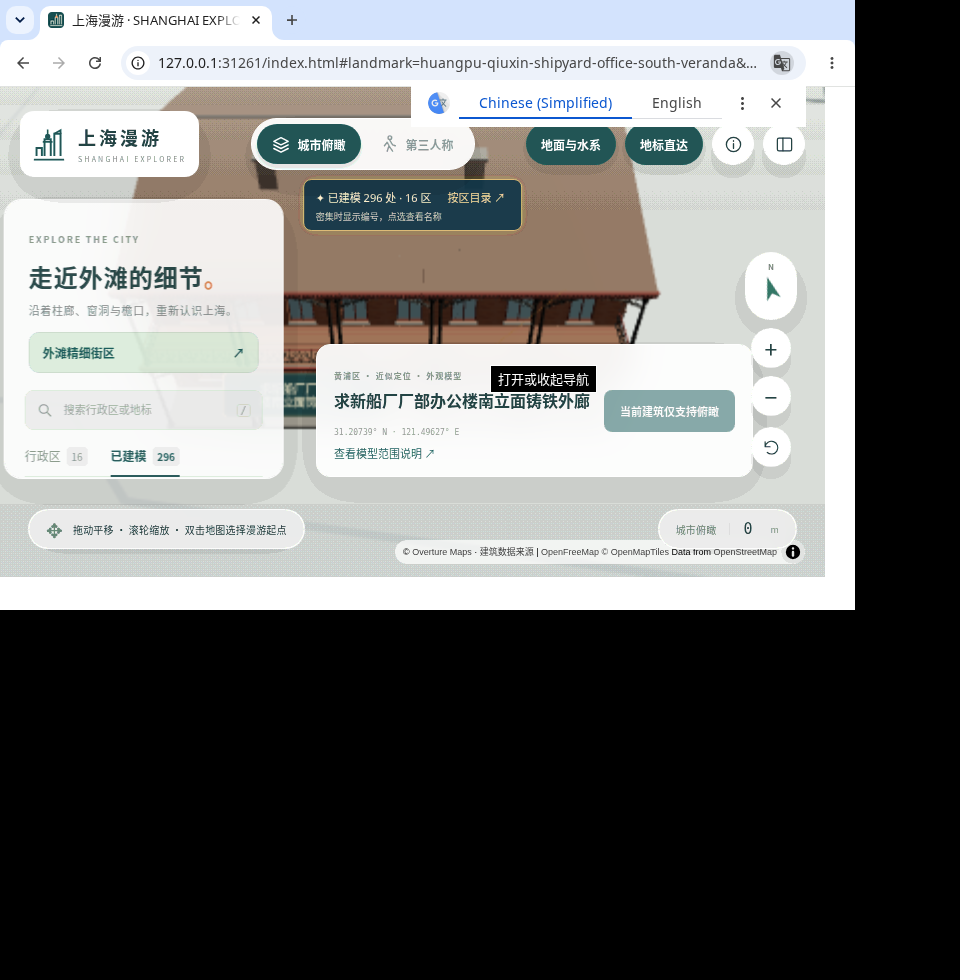 上海漫游 · SHANGHAI EXPLO
127.0.0.1:31261/index.html#landmark=huangpu-qiuxin-shipyard-office-south-veranda&…
Chinese (Simplified)
English
上海漫游
SHANGHAI EXPLORER
城市俯瞰
第三人称
地面与水系
地标直达
✦ 已建模 296 处 · 16 区
按区目录 ↗
密集时显示编号，点选查看名称
EXPLORE THE CITY
走近外滩的细节。
沿着柱廊、窗洞与檐口，重新认识上海。
外滩精细街区 ↗
搜索行政区或地标 /
行政区 16
已建模 296
N
黄浦区 · 近似定位 · 外观模型
打开或收起导航
求新船厂厂部办公楼南立面铸铁外廊
当前建筑仅支持俯瞰
31.20739° N · 121.49627° E
查看模型范围说明 ↗
拖动平移 · 滚轮缩放 · 双击地图选择漫游起点
城市俯瞰 0 m
© Overture Maps · 建筑数据来源 | OpenFreeMap © OpenMapTiles Data from OpenStreetMap